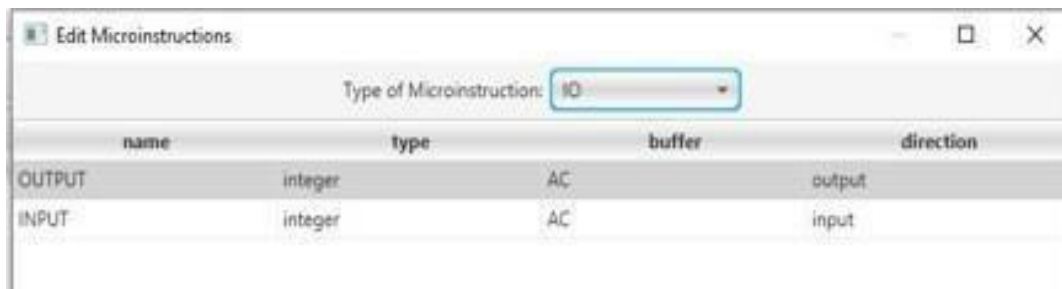 Edit Microinstructions
Type of Microinstruction: IO
name type buffer direction
OUTPUT integer AC output
INPUT integer AC input